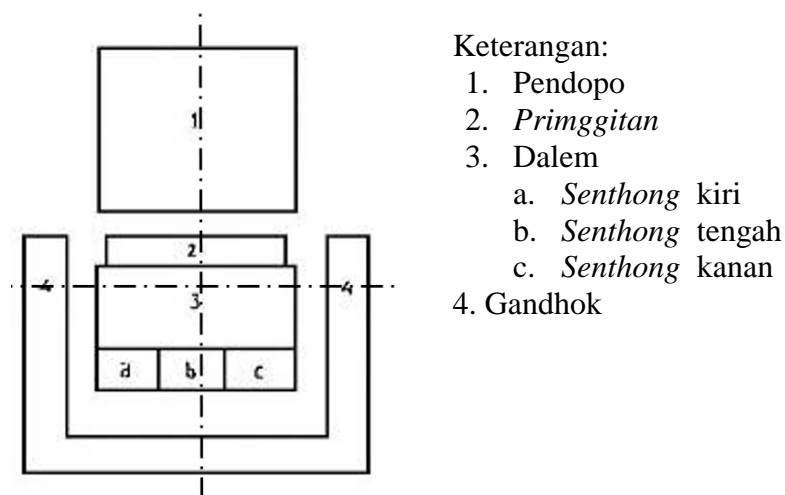 1
2
4
4
3
a b c
Keterangan:
1. Pendopo
2. Primggitan
3. Dalem
a. Senthong kiri
b. Senthong tengah
c. Senthong kanan
4. Gandhok